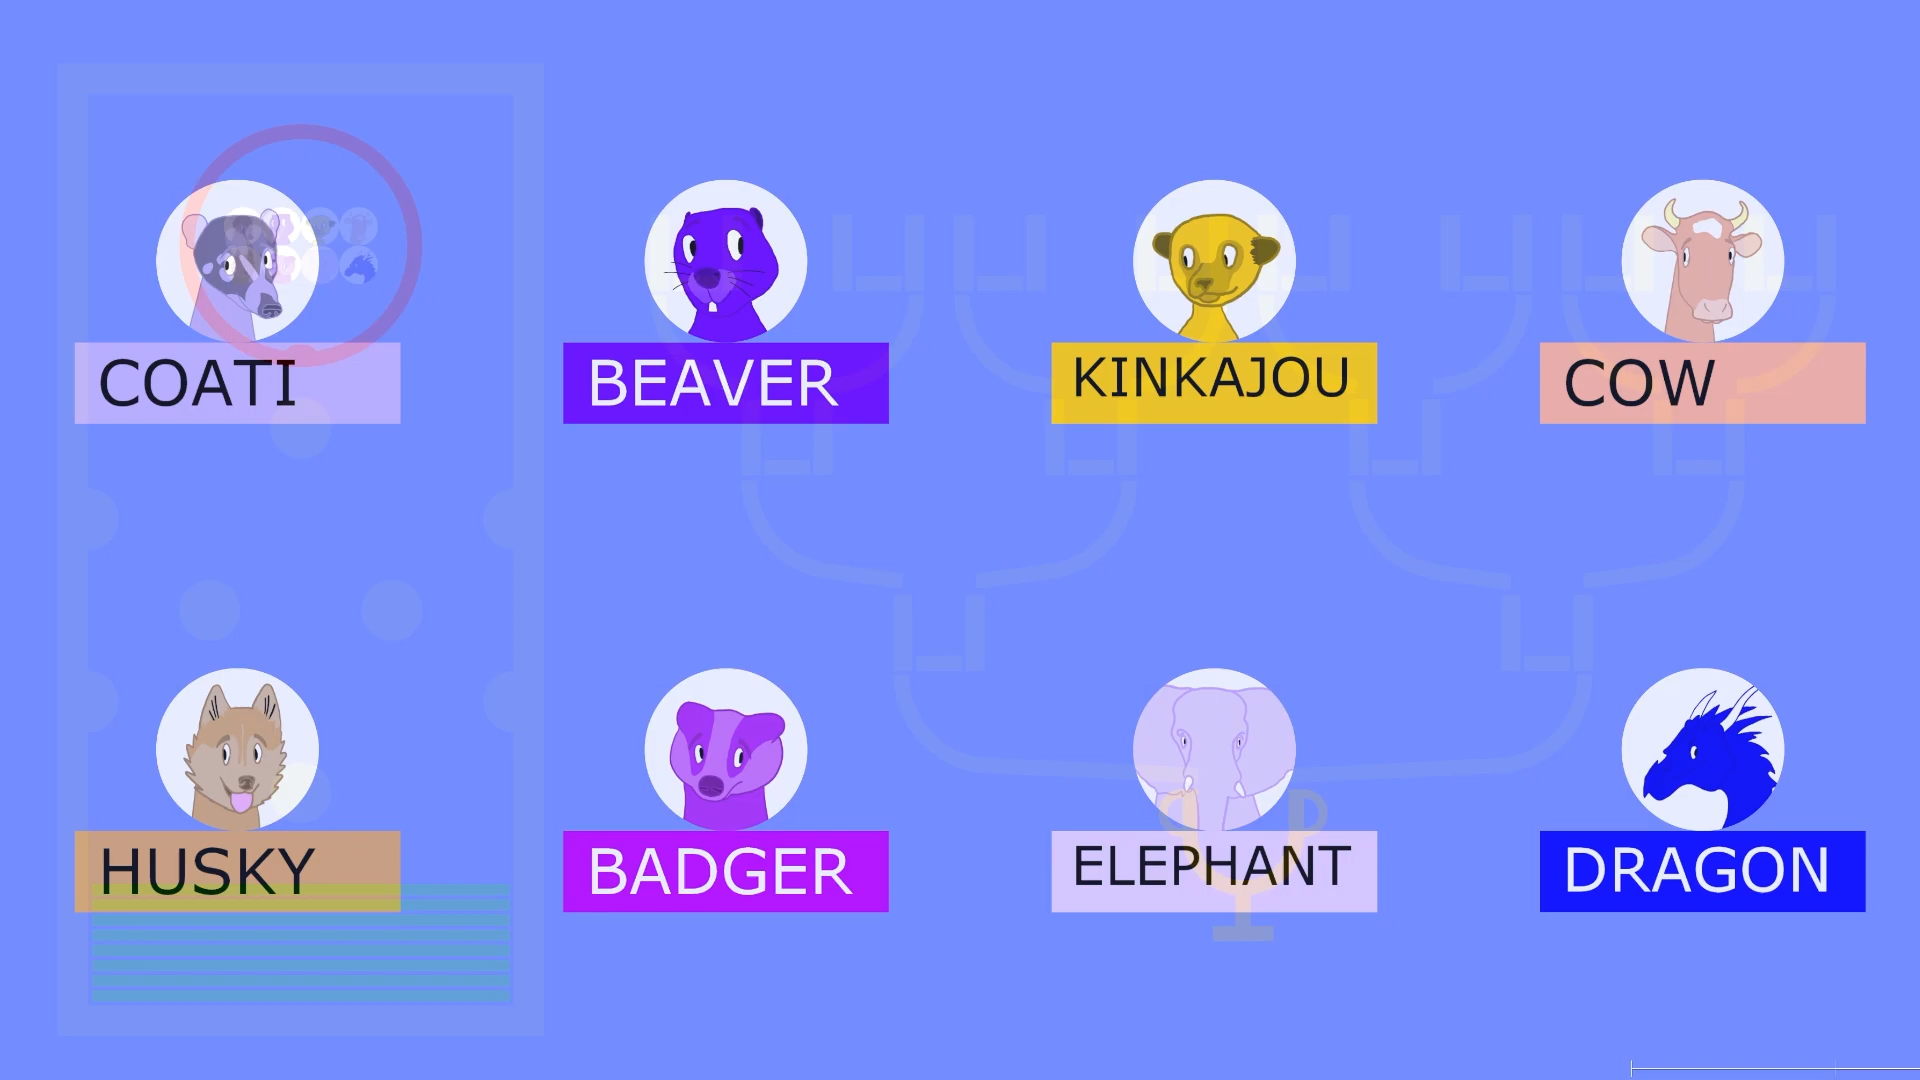 COATI
BEAVER
KINKAJOU
COW
HUSKY
BADGER
ELEPHANT
DRAGON